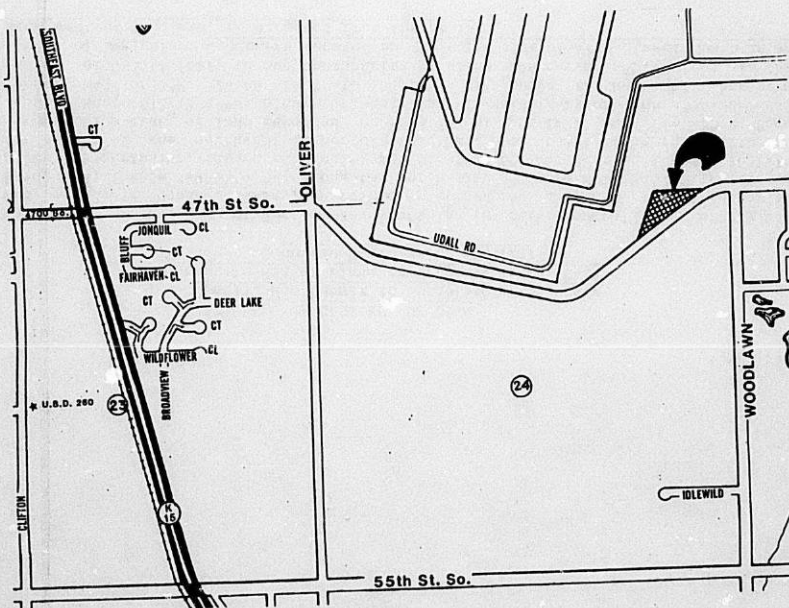 SOUTHEAST BLVD.
CT
OLIVER
47th St So.
4700 So.
JONQUIL
CL
BLUFF
CT
FAIRHAVEN
CL
UDALL RD
DEER LAKE
CT
CT
WILDFLOWER
CL
BROADVIEW
WOODLAWN
24
23
U.S.D. 260
CLIFTON
K
15
IDLEWILD
55th St. So.